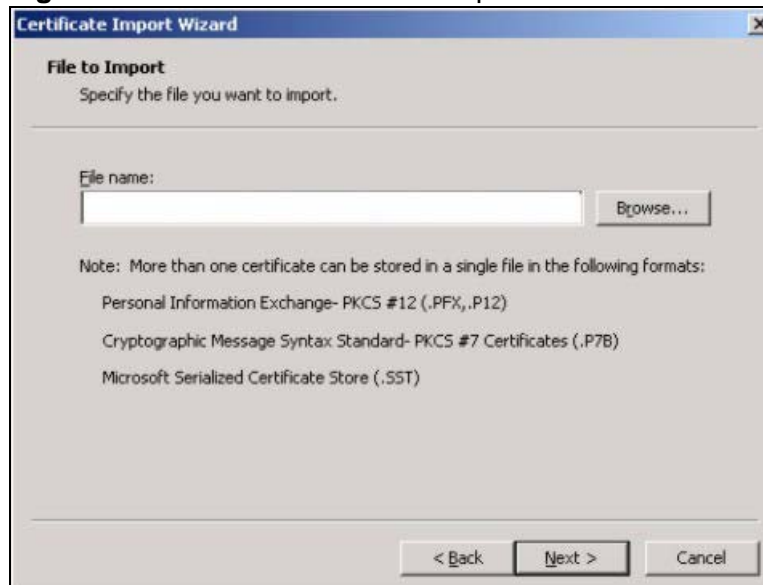 Certificate Import Wizard
File to Import
Specify the file you want to import.
File name:
Browse...
Note: More than one certificate can be stored in a single file in the following formats:
Personal Information Exchange- PKCS #12 (.PFX,.P12)
Cryptographic Message Syntax Standard- PKCS #7 Certificates (.P7B)
Microsoft Serialized Certificate Store (.SST)
< Back
Next >
Cancel